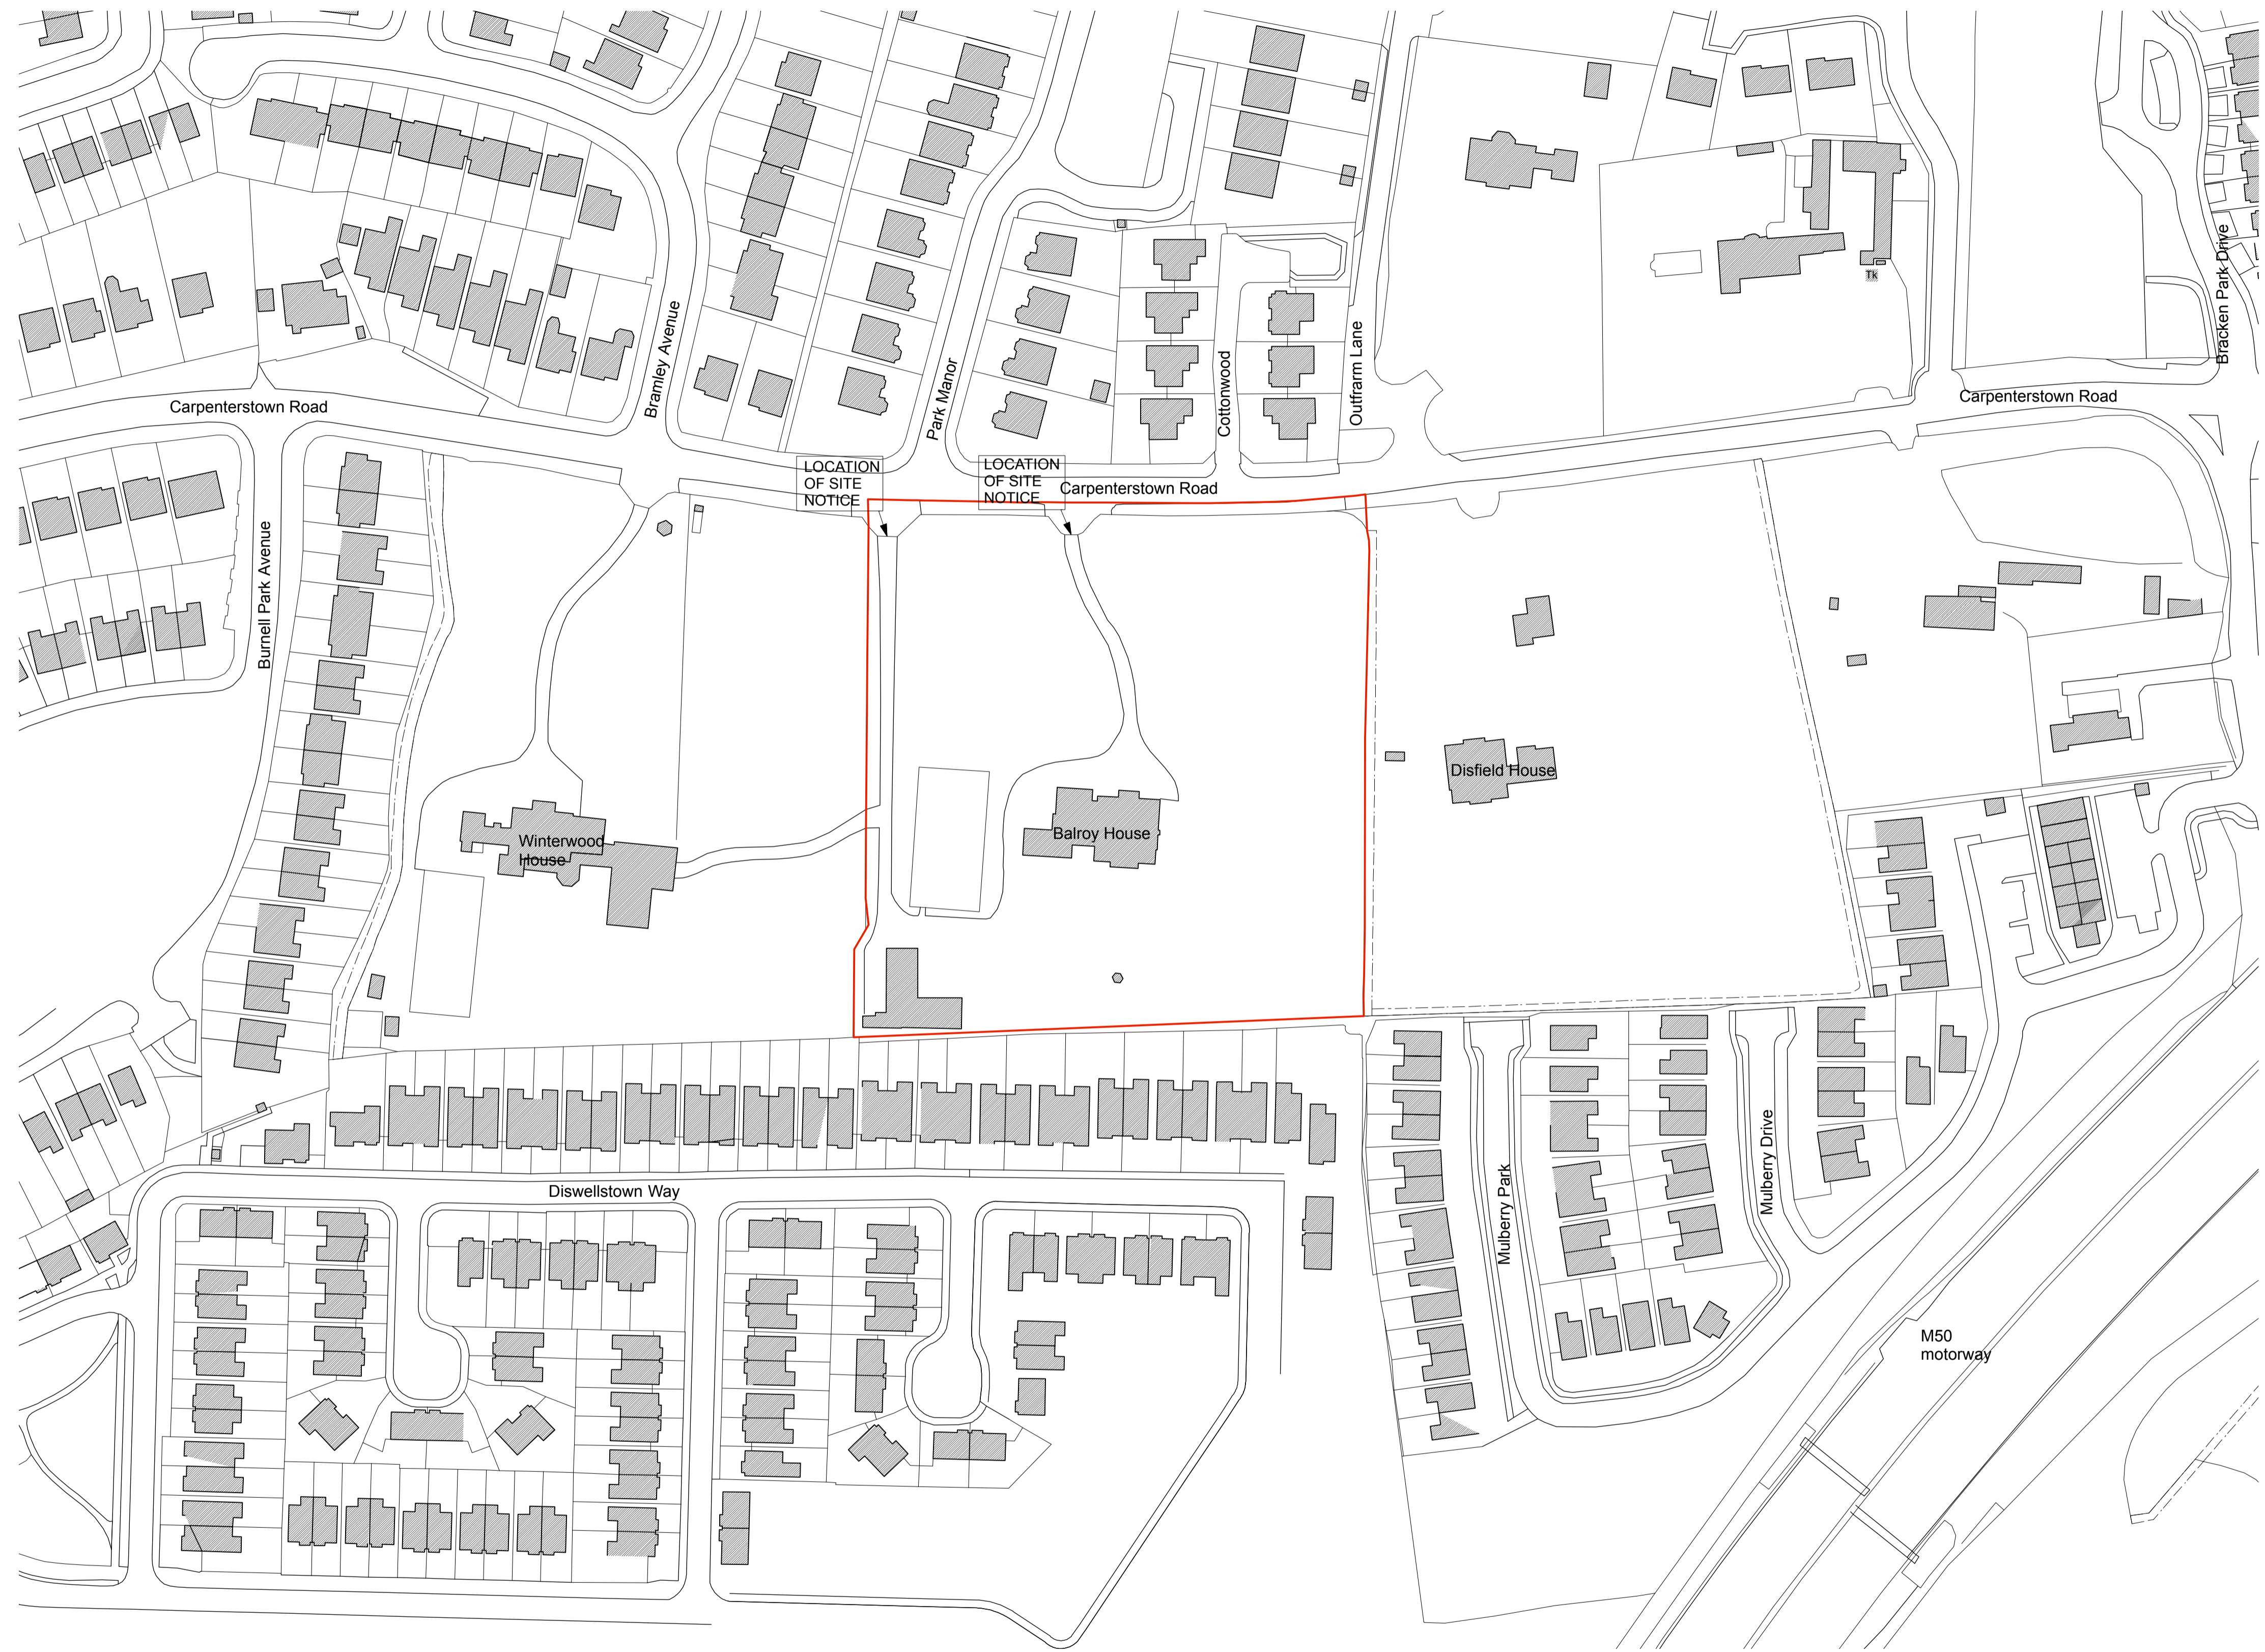 Tk
Bracken Park Drive
Bramley Avenue
Outfrarm Lane
Park Manor
Cottonwood
Carpenterstown Road
Carpenterstown Road
LOCATION
OF SITE
NOTICE
LOCATION
OF SITE
NOTICE
Carpenterstown Road
Burnell Park Avenue
Disfield House
Winterwood
House
Balroy House
Mulberry Drive
Mulberry Park
Diswellstown Way
M50
motorway